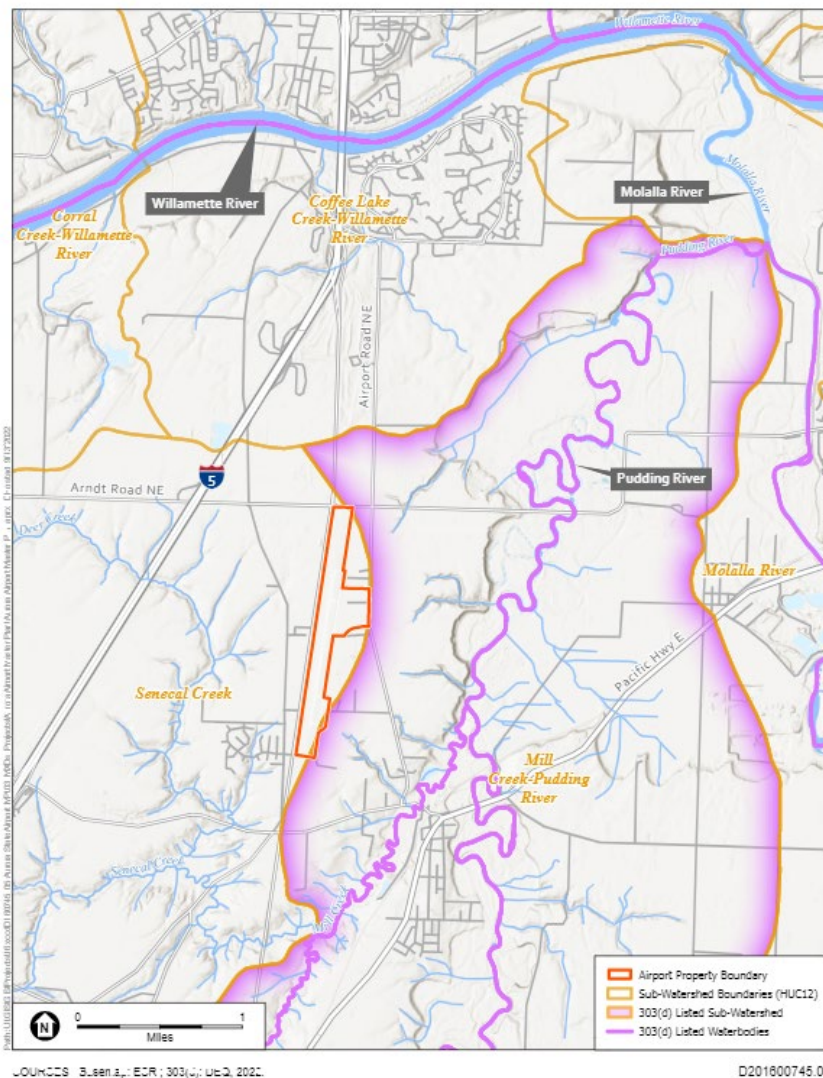 Willamette River
Willamette River
Molalla River
Molalla River
Corral
Creek-Willamette
River
Coffee Lake
Creek-Willamette
River
Pudding River
Airport Road NE
Arndt Road NE
5
Pudding River
Deer Creek
Molalla River
Pacific Hwy E
Senecal Creek
Mill
Creek-Pudding
River
Senecal Creek
Mill Creek
Airport Property Boundary
Sub-Watershed Boundaries (HUC12)
303(d) Listed Sub-Watershed
303(d) Listed Waterbodies
N
0 1
Miles
D201600745.0